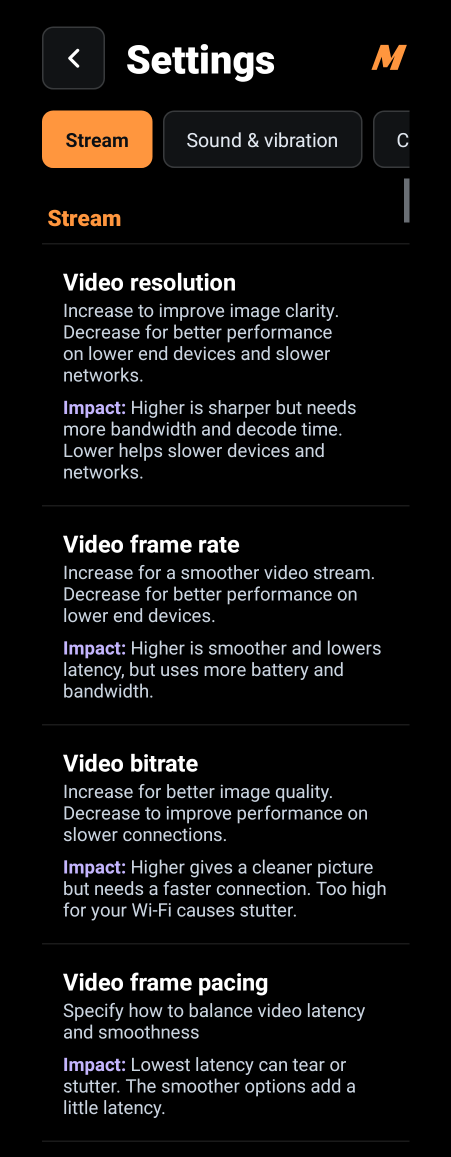 Settings
M
Stream
Sound & vibration
C
Stream
Video resolution
Increase to improve image clarity.
Decrease for better performance
on lower end devices and slower
networks.
Impact: Higher is sharper but needs
more bandwidth and decode time.
Lower helps slower devices and
networks.
Video frame rate
Increase for a smoother video stream.
Decrease for better performance on
lower end devices.
Impact: Higher is smoother and lowers
latency, but uses more battery and
bandwidth.
Video bitrate
Increase for better image quality.
Decrease to improve performance on
slower connections.
Impact: Higher gives a cleaner picture
but needs a faster connection. Too high
for your Wi-Fi causes stutter.
Video frame pacing
Specify how to balance video latency
and smoothness
Impact: Lowest latency can tear or
stutter. The smoother options add a
little latency.